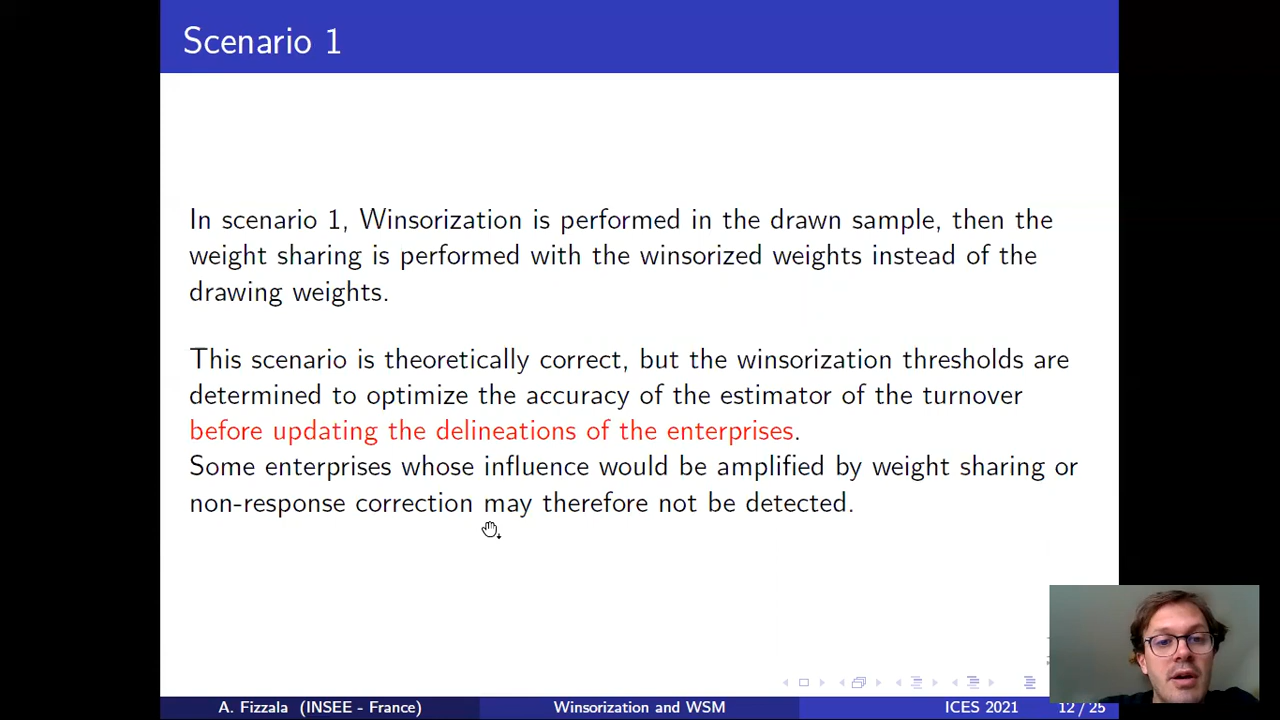 Scenario 1
In scenario 1, Winsorization is performed in the drawn sample, then the
weight sharing is performed with the winsorized weights instead of the
drawing weights.
This scenario is theoretically correct, but the winsorization thresholds are
determined to optimize the accuracy of the estimator of the turnover
before updating the delineations of the enterprises.
Some enterprises whose influence would be amplified by weight sharing or
non-response correction may therefore not be detected.
A. Fizzala (INSEE - France) Winsorization and WSM ICES 2021 12 / 25